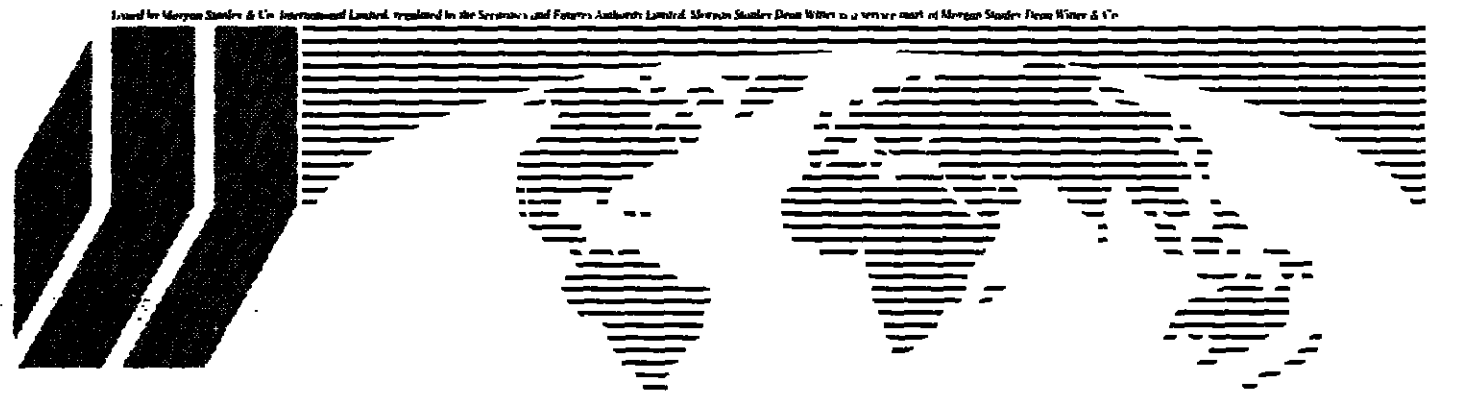 Issued by Morgan Stanley & Co. International Limited, regulated by the Securities and Futures Authority Limited. Morgan Stanley Dean Witter is a service mark of Morgan Stanley Dean Witter & Co.